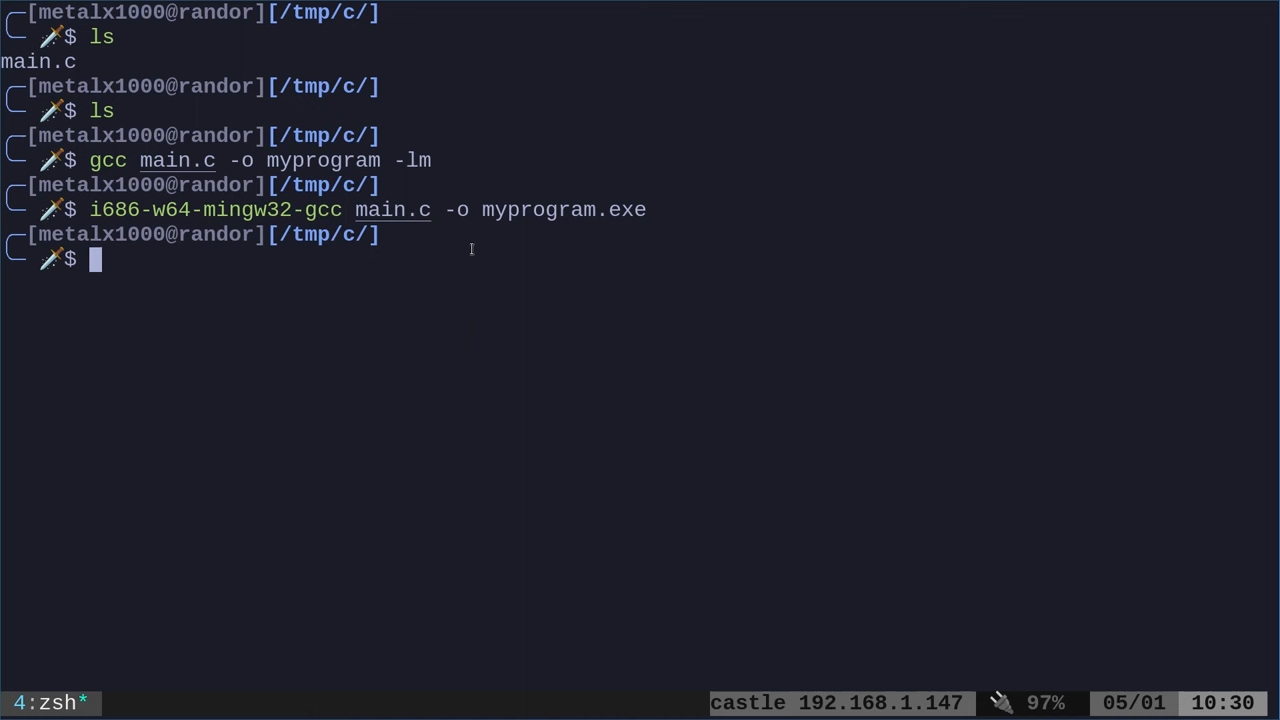 [metalx1000@randor][/tmp/c/]
$ ls
main.c
[metalx1000@randor][/tmp/c/]
$ ls
[metalx1000@randor][/tmp/c/]
$ gcc main.c -o myprogram -lm
[metalx1000@randor][/tmp/c/]
$ i686-w64-mingw32-gcc main.c -o myprogram.exe
[metalx1000@randor][/tmp/c/]
$
4:zsh* castle 192.168.1.147 97% 05/01 10:30